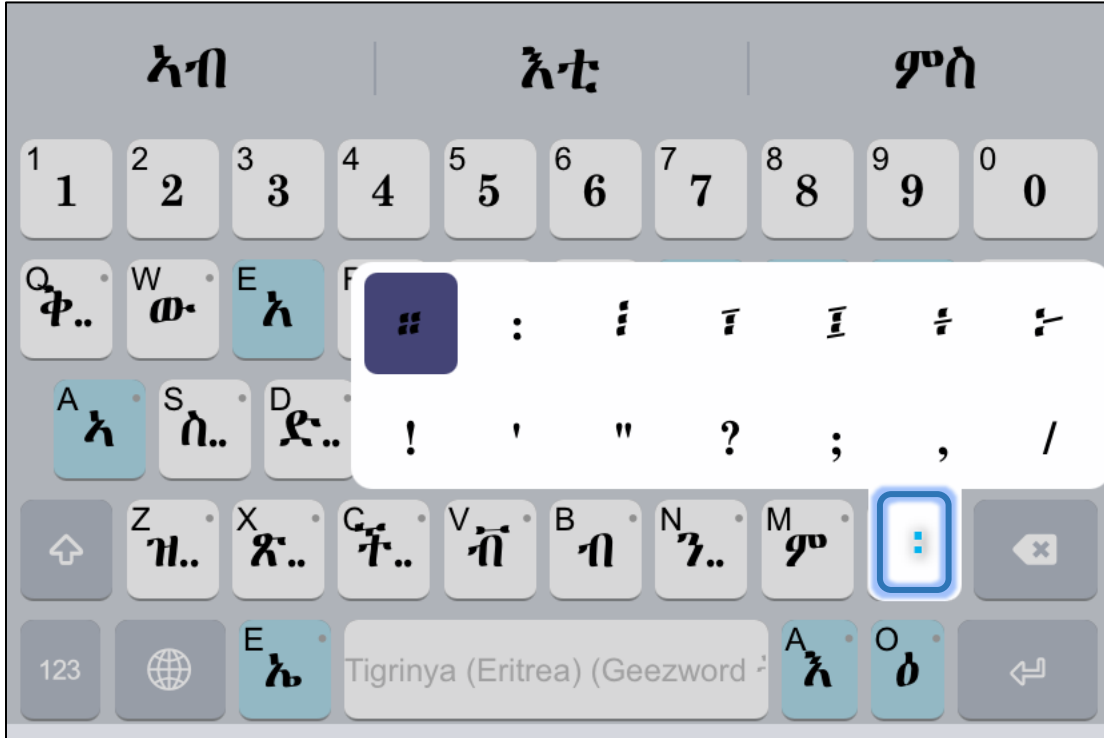 ኣብ እቲ ምስ
1 1 2 2 3 3 4 4 5 5 6 6 7 7 8 8 9 9 0 0
Q ቅ.. W ው E አ
። ፡ ፧ ፣ ፤ ÷ ፦
A ኣ S ስ.. D ድ..
! ' " ? ; , /
Z ዝ.. X ጽ.. C ች.. V ቭ B ብ N ን.. M ም ፡
123 E ኤ Tigrinya (Eritrea) (Geezword A እ O ዕ